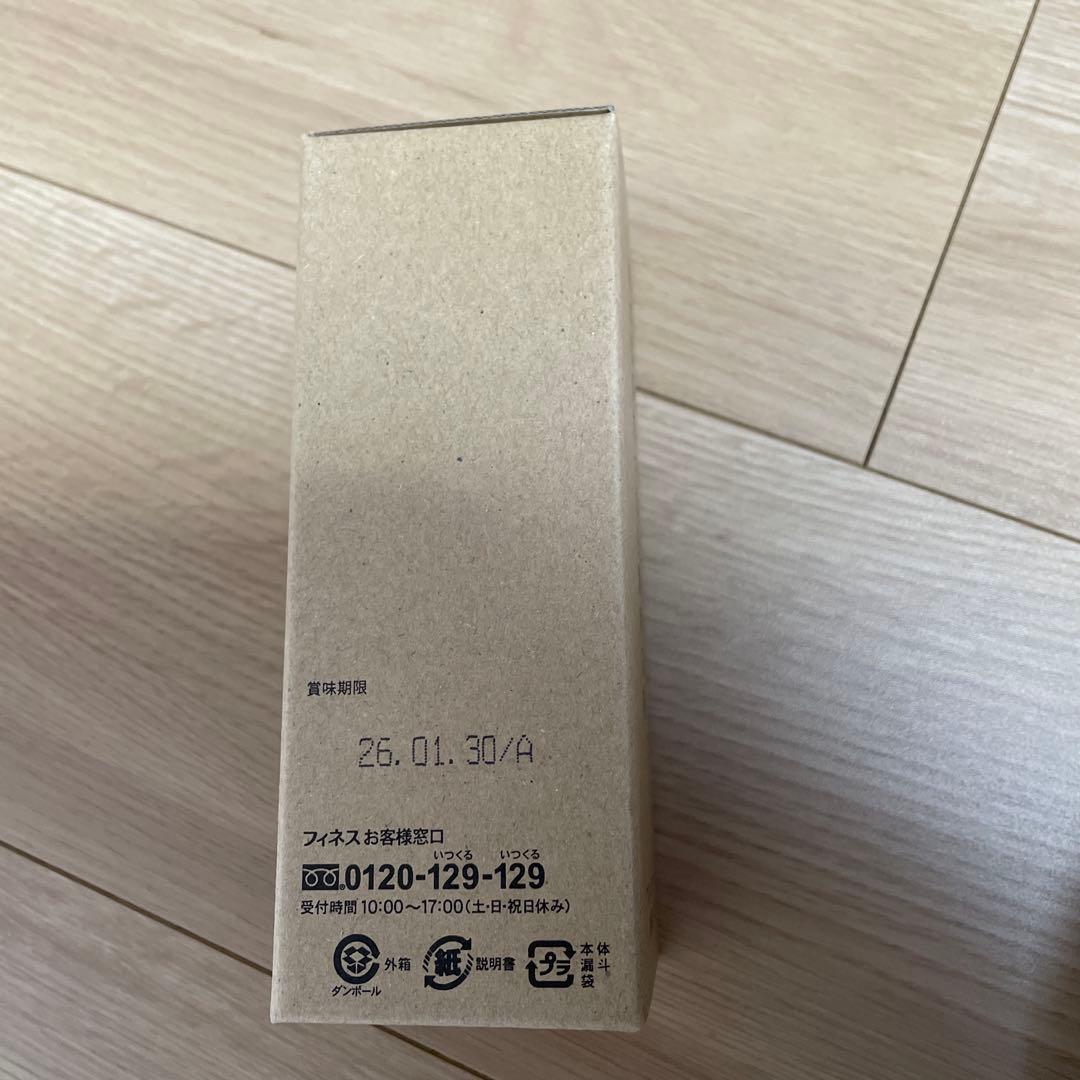 賞味期限
26.01.30/A
フィネスお客様窓口
いつくる いつくる
0120-129-129
受付時間 10:00～17:00(土・日・祝日休み)
ダンボール 外箱
紙 説明書
プラ 本体 漏斗 袋